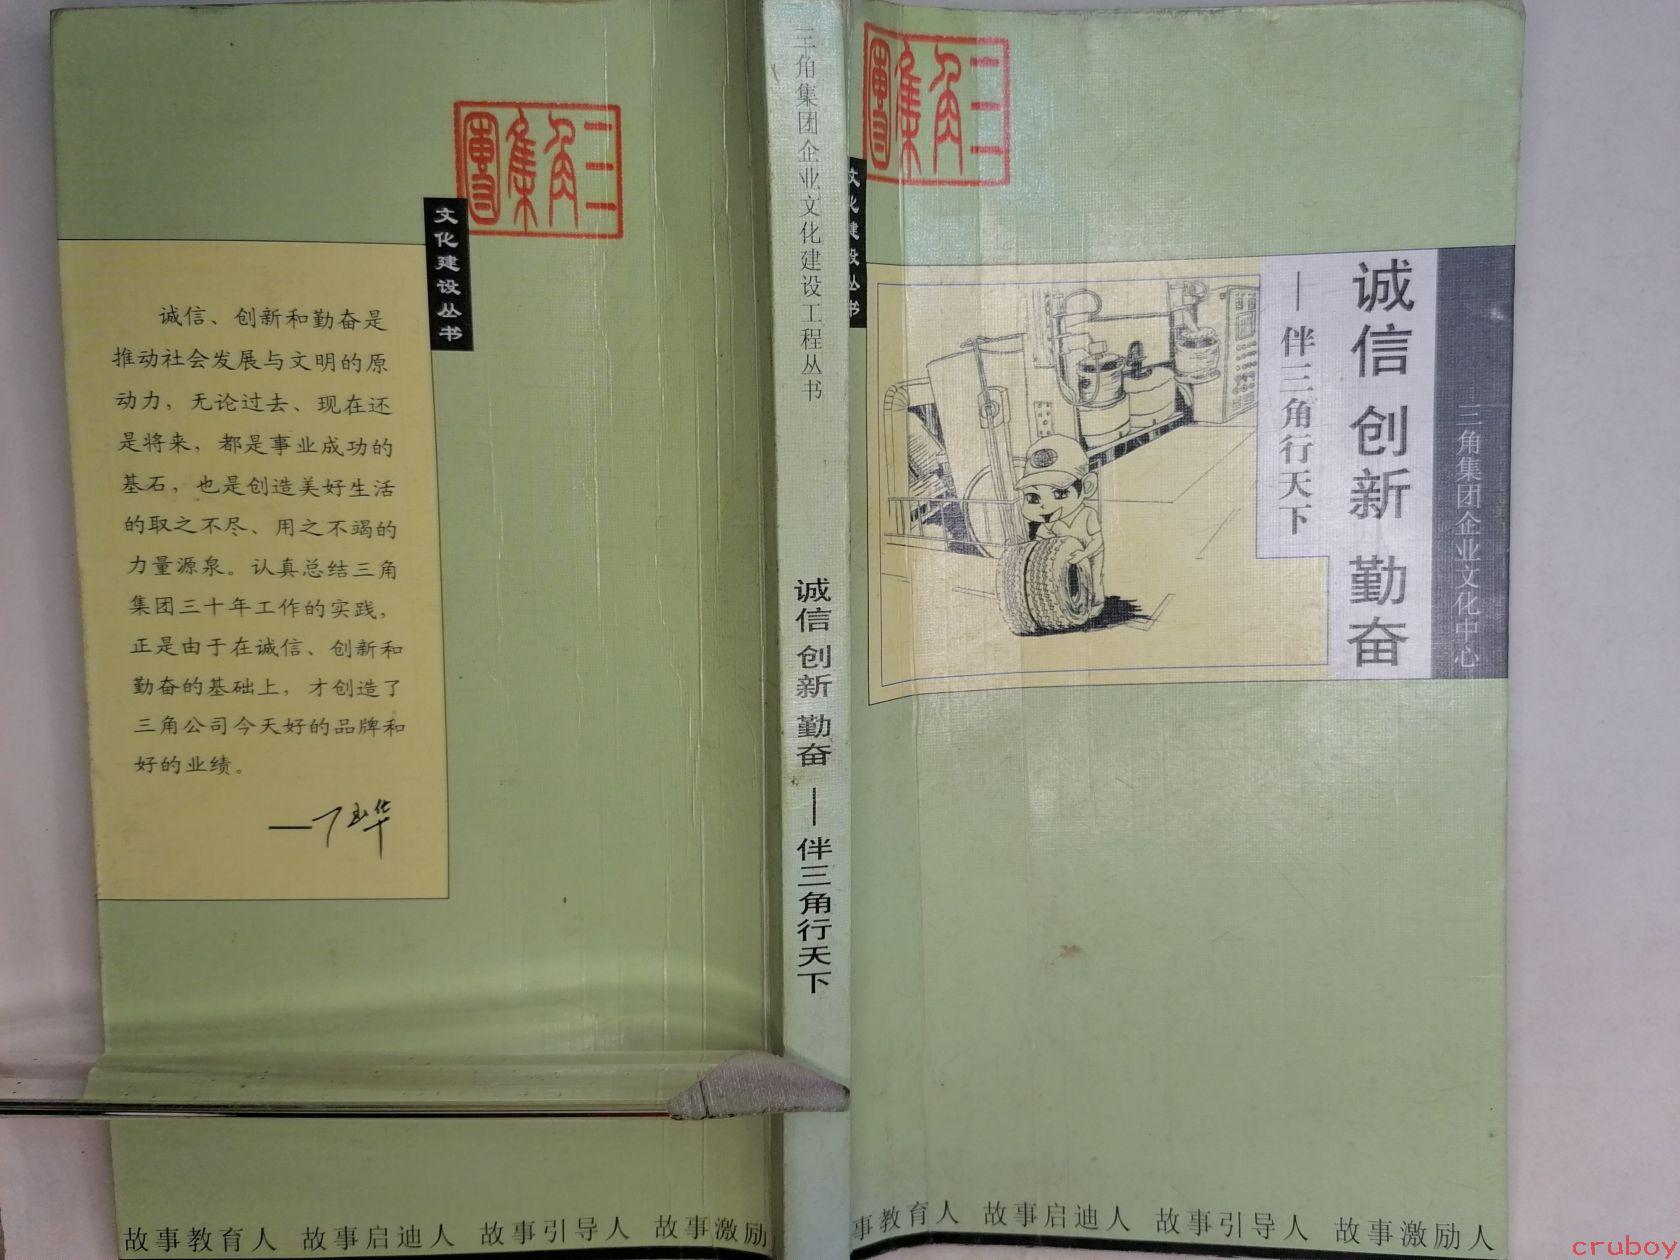 三角集團
文化建设丛书
诚信、创新和勤奋是
推动社会发展与文明的原
动力，无论过去、现在还
是将来，都是事业成功的
基石，也是创造美好生活
的取之不尽、用之不竭的
力量源泉。认真总结三角
集团三十年工作的实践，
正是由于在诚信、创新和
勤奋的基础上，才创造了
三角公司今天好的品牌和
好的业绩。
——丁玉华
故事教育人 故事启迪人 故事引导人 故事激励
三角集团企业文化建设工程丛书
诚信 创新 勤奋 ——伴三角行天下
三角集團
文化建设丛书
诚信 创新 勤奋
——伴三角行天下
三角集团企业文化中心
事教育人 故事启迪人 故事引导人 故事激励人
cruboy